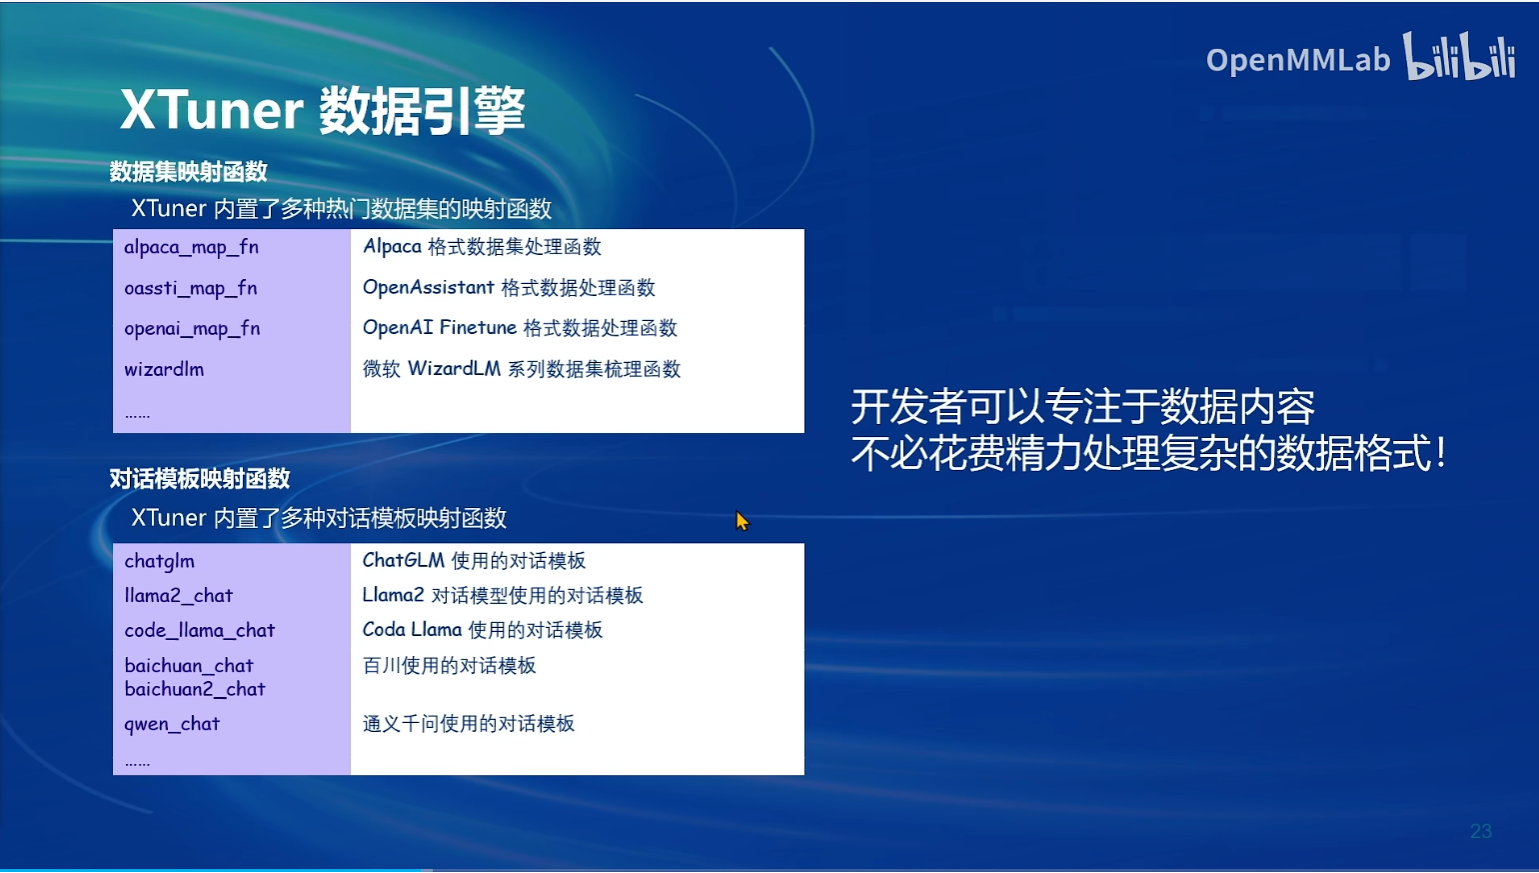 OpenMMLab bilibili
XTuner 数据引擎
数据集映射函数
XTuner 内置了多种热门数据集的映射函数
alpaca_map_fn Alpaca 格式数据集处理函数
oassti_map_fn OpenAssistant 格式数据处理函数
openai_map_fn OpenAI Finetune 格式数据处理函数
wizardlm 微软 WizardLM 系列数据集梳理函数
......
开发者可以专注于数据内容
不必花费精力处理复杂的数据格式！
对话模板映射函数
XTuner 内置了多种对话模板映射函数
chatglm ChatGLM 使用的对话模板
llama2_chat Llama2 对话模型使用的对话模板
code_llama_chat Coda Llama 使用的对话模板
baichuan_chat 百川使用的对话模板
baichuan2_chat
qwen_chat 通义千问使用的对话模板
......
23